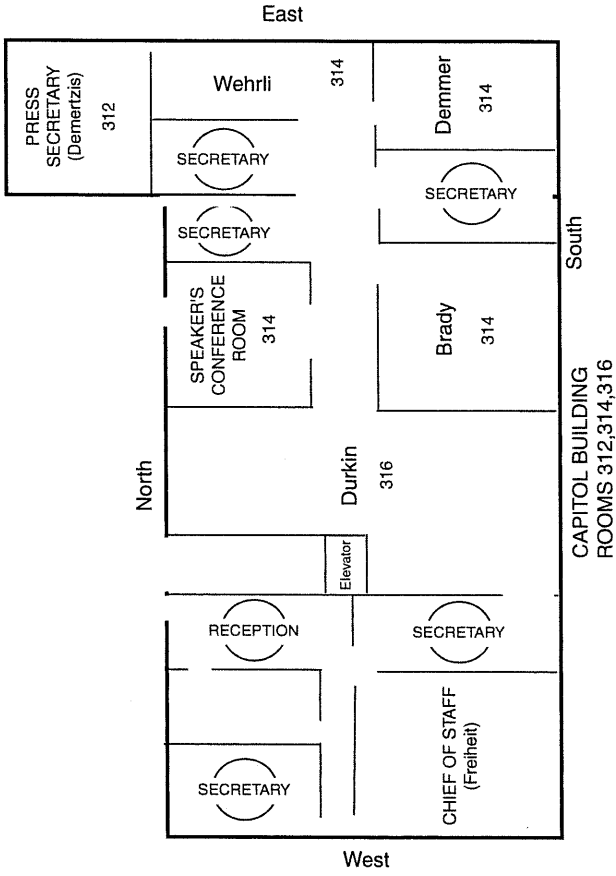 East
PRESS
SECRETARY
(Demertzis)
312
Wehrli
314
Demmer
314
SECRETARY
SECRETARY
SECRETARY
South
SPEAKER'S
CONFERENCE
ROOM
314
Brady
314
North
Durkin
316
CAPITOL BUILDING
ROOMS 312,314,316
Elevator
RECEPTION
SECRETARY
SECRETARY
CHIEF OF STAFF
(Freiheit)
West